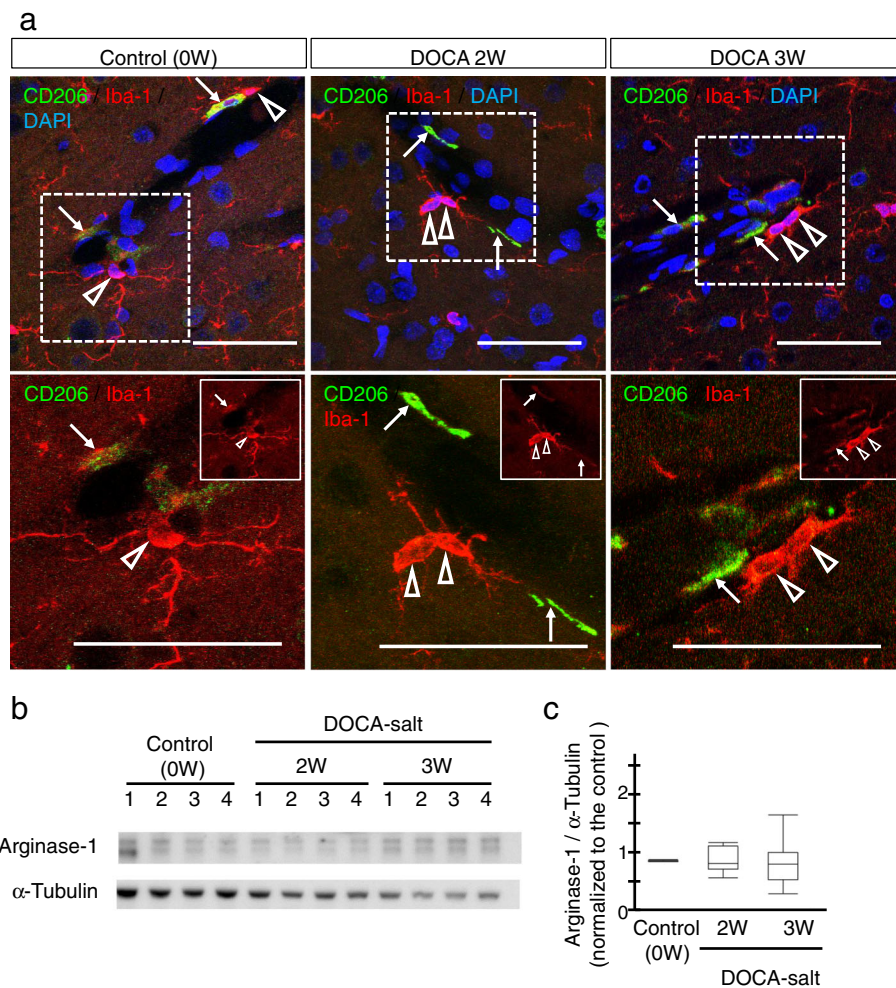 a
Control (0W)
DOCA 2W
DOCA 3W
CD206 / Iba-1 /
DAPI
CD206 / Iba-1 / DAPI
CD206 / Iba-1 / DAPI
CD206 / Iba-1
CD206
Iba-1
CD206 Iba-1
b
DOCA-salt
Control
(0W)
2W
3W
1 2 3 4 1 2 3 4 1 2 3 4
Arginase-1
α-Tubulin
c
Arginase-1 / α-Tubulin
(normalized to the control )
2
1
0
Control
(0W)
2W
3W
DOCA-salt